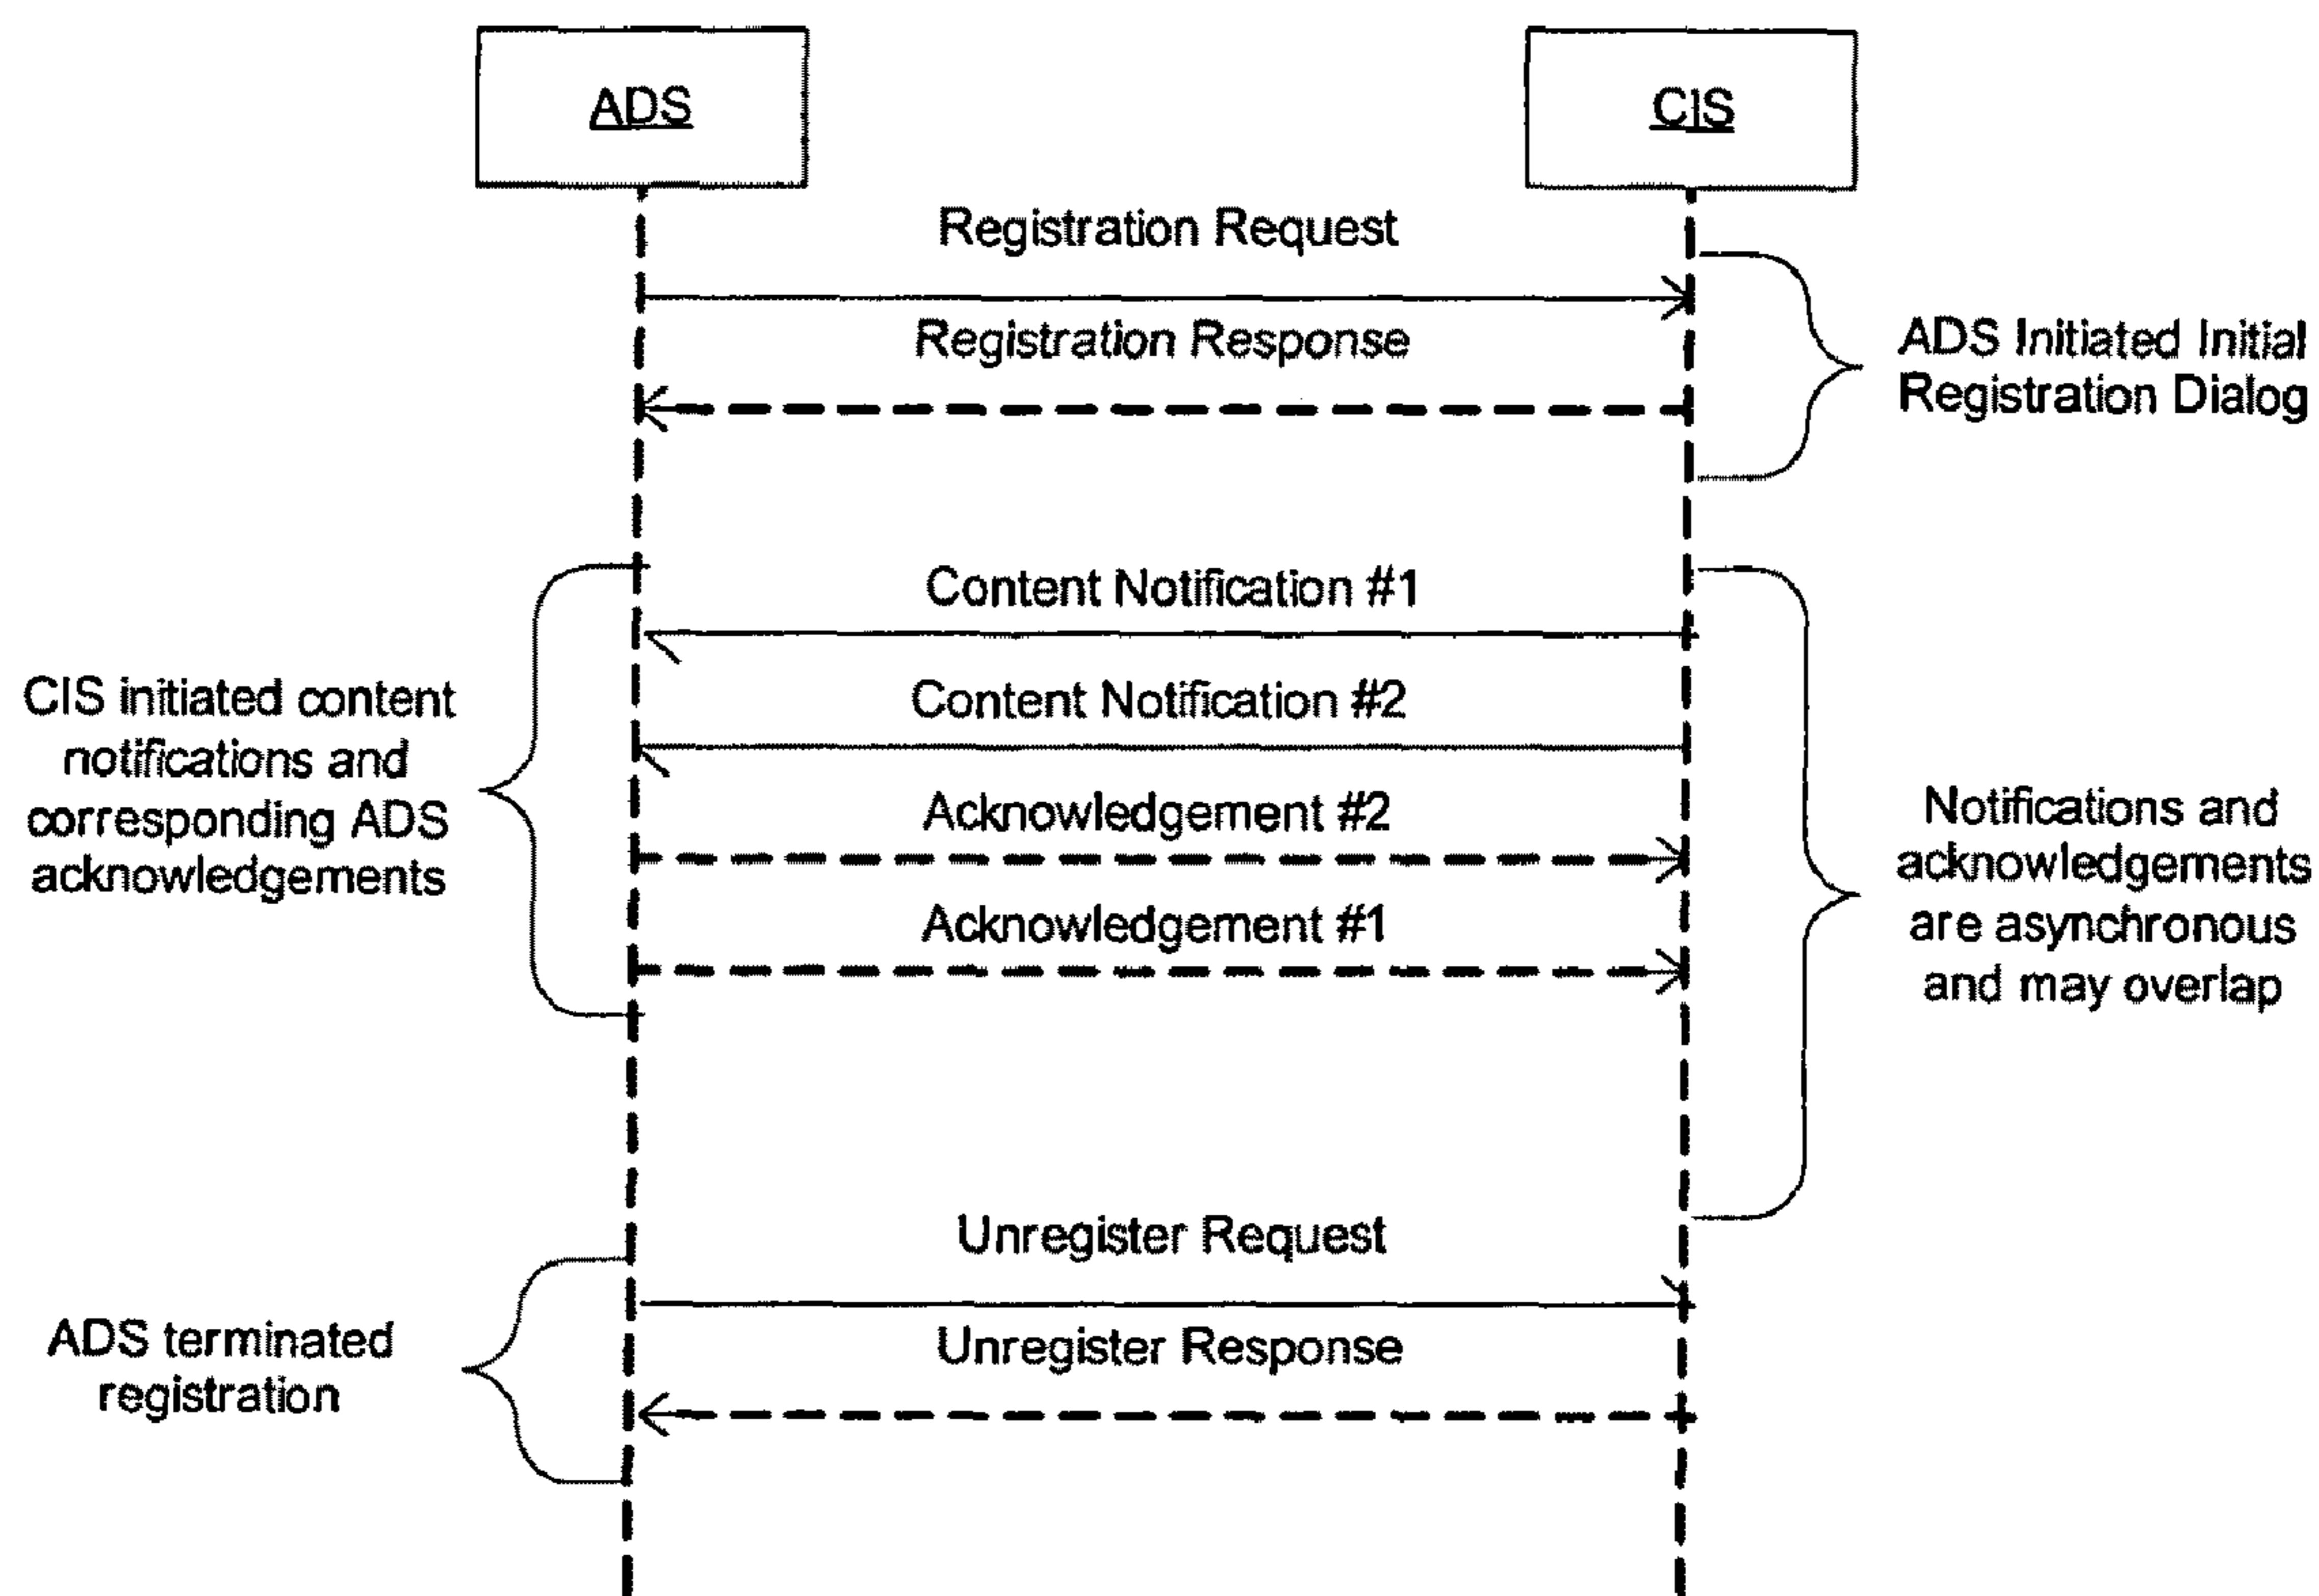 ADS
CIS
Registration Request
Registration Response
ADS Initiated Initial
Registration Dialog
Content Notification #1
Content Notification #2
Acknowledgement #2
Acknowledgement #1
CIS initiated content
notifications and
corresponding ADS
acknowledgements
Notifications and
acknowledgements
are asynchronous
and may overlap
Unregister Request
Unregister Response
ADS terminated
registration